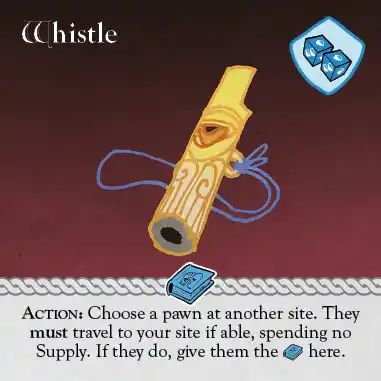 Whistle
ACTION: Choose a pawn at another site. They
must travel to your site if able, spending no
Supply. If they do, give them the here.